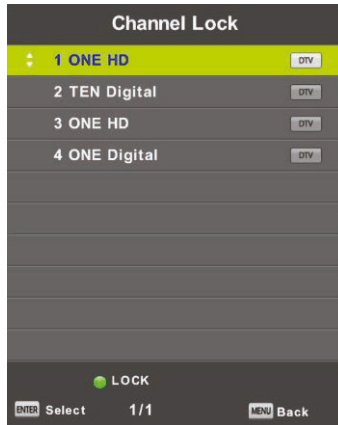 Channel Lock
1 ONE HD DTV
2 TEN Digital DTV
3 ONE HD DTV
4 ONE Digital DTV
LOCK
ENTER Select 1/1 MENU Back